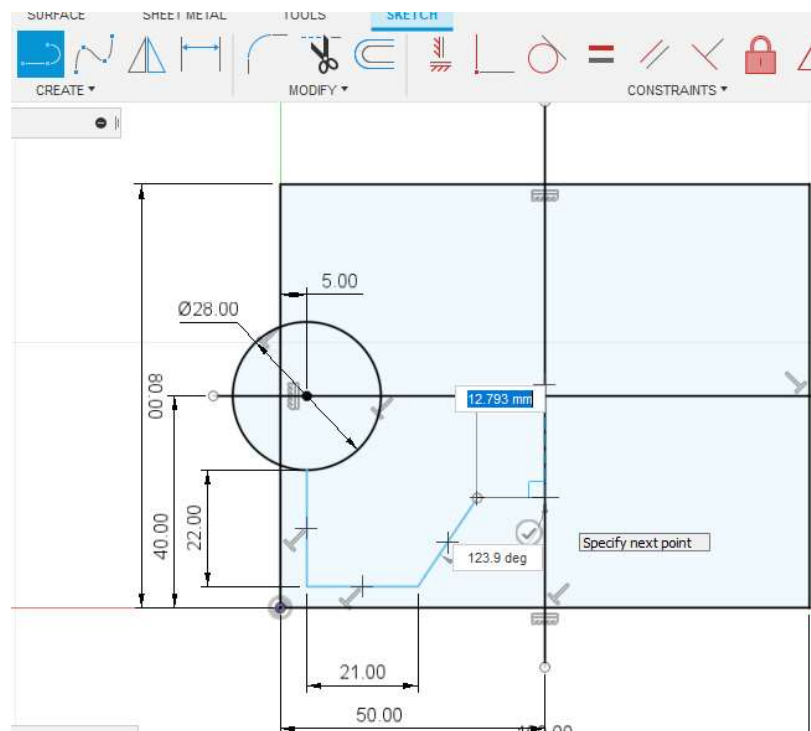 SURFACE SHEET METAL TOOLS SKETCH
CREATE ▾ MODIFY ▾ CONSTRAINTS ▾
5.00
Ø28.00
80.00
12.793 mm
40.00
22.00
123.9 deg
Specify next point
21.00
50.00